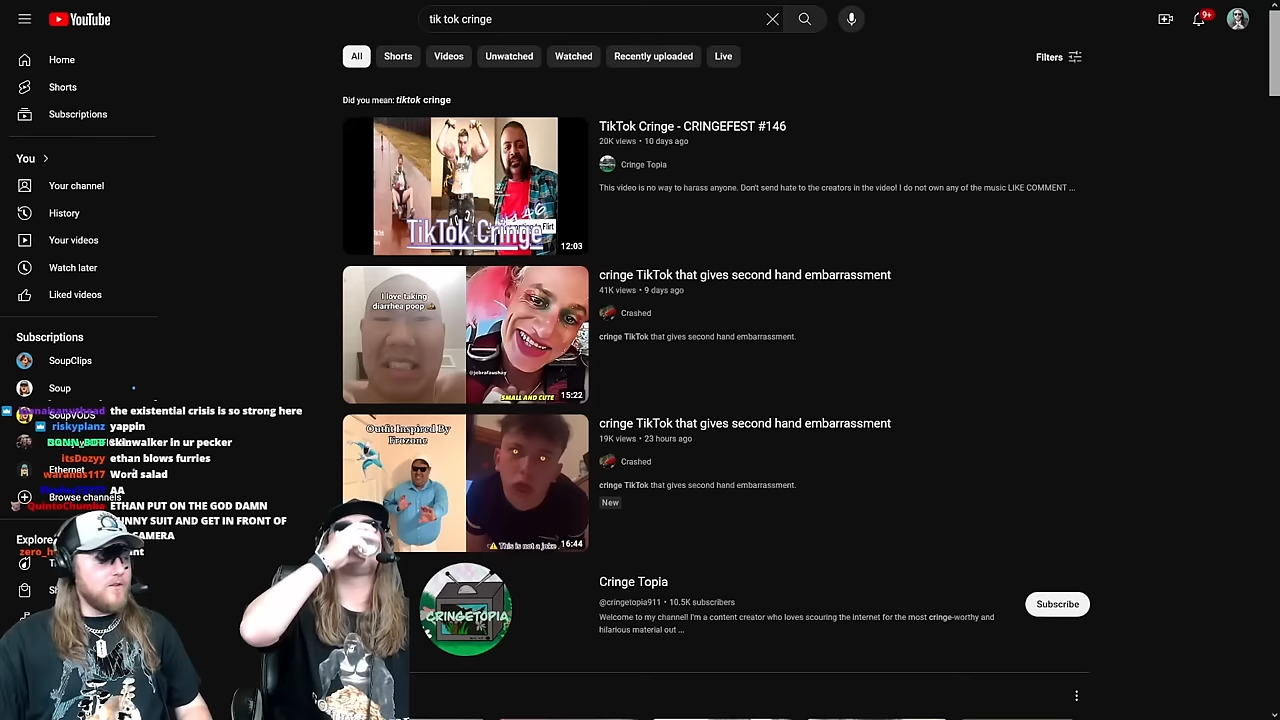 YouTube
tik tok cringe
9+
Home
Shorts
Subscriptions
You
Your channel
History
Your videos
Watch later
Liked videos
Subscriptions
SoupClips
Soup
SoupVODS
Ethernet
Browse channels
Explore
All
Shorts
Videos
Unwatched
Watched
Recently uploaded
Live
Filters
Did you mean: tiktok cringe
TikTok Cringe
12:03
TikTok Cringe - CRINGEFEST #146
20K views • 10 days ago
Cringe Topia
This video is no way to harass anyone. Don't send hate to the creators in the video! I do not own any of the music LIKE COMMENT ...
I love taking
diarrhea poop
@jebrafaushay
SMALL AND CUTE
15:22
cringe TikTok that gives second hand embarrassment
41K views • 9 days ago
Crashed
cringe TikTok that gives second hand embarrassment.
Outfit Inspired By
Frozone
This is not a joke
16:44
cringe TikTok that gives second hand embarrassment
19K views • 23 hours ago
Crashed
cringe TikTok that gives second hand embarrassment.
New
CRINGETOPIA
Cringe Topia
@cringetopia911 • 10.5K subscribers
Welcome to my channel! I'm a content creator who loves scouring the internet for the most cringe-worthy and
hilarious material out ...
Subscribe
the existential crisis is so strong here
riskyplanz yappin
skinwalker in ur pecker
itsDozyy ethan blows furries
waranus117 Word salad
AA
QuintoChumbo ETHAN PUT ON THE GOD DAMN
BUNNY SUIT AND GET IN FRONT OF
CAMERA